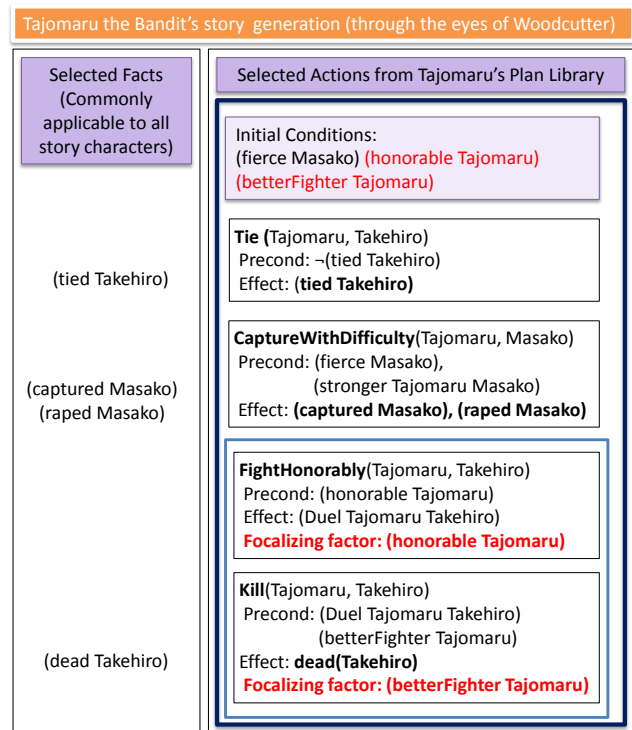 Tajomaru the Bandit's story generation (through the eyes of Woodcutter)
Selected Facts
(Commonly
applicable to all
story characters)
(tied Takehiro)
(captured Masako)
(raped Masako)
(dead Takehiro)
Selected Actions from Tajomaru's Plan Library
Initial Conditions:
(fierce Masako) (honorable Tajomaru)
(betterFighter Tajomaru)
Tie (Tajomaru, Takehiro)
Precond: ¬(tied Takehiro)
Effect: (tied Takehiro)
CaptureWithDifficulty(Tajomaru, Masako)
Precond: (fierce Masako),
(stronger Tajomaru Masako)
Effect: (captured Masako), (raped Masako)
FightHonorably(Tajomaru, Takehiro)
Precond: (honorable Tajomaru)
Effect: (Duel Tajomaru Takehiro)
Focalizing factor: (honorable Tajomaru)
Kill(Tajomaru, Takehiro)
Precond: (Duel Tajomaru Takehiro)
(betterFighter Tajomaru)
Effect: dead(Takehiro)
Focalizing factor: (betterFighter Tajomaru)